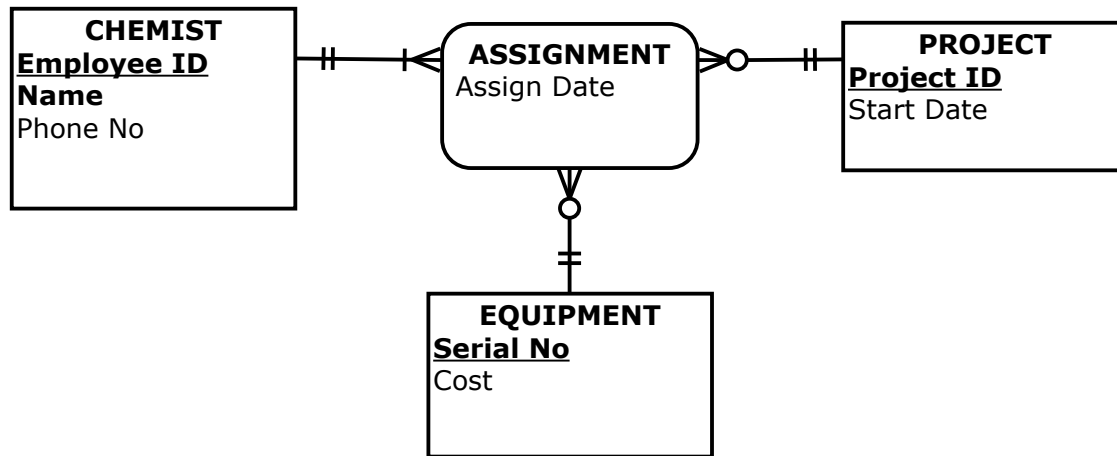 CHEMIST
Employee ID
Name
Phone No
ASSIGNMENT
Assign Date
PROJECT
Project ID
Start Date
EQUIPMENT
Serial No
Cost